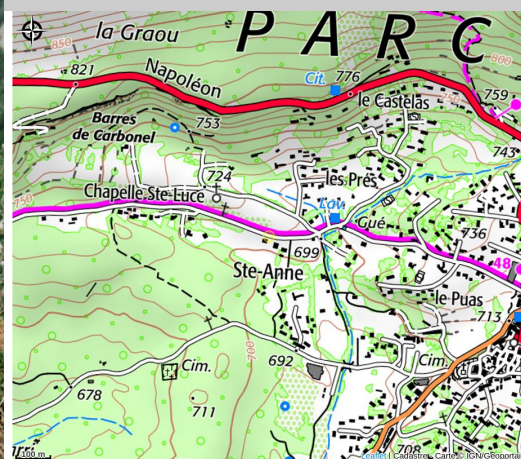 P A R C
la Graou
850
800
821
Napoléon
Cit.
776
750
759
le Castelas
Barres
de Carbonel
753
743
724
les Prés
Chapelle Ste-Luce
750
Lav.
Gué
736
699
48
Ste-Anne
le Puas
713
700
692
Cim.
Cim.
678
711
708
100 m
Leaflet | Cadastre - Carte © IGN/Geoportai